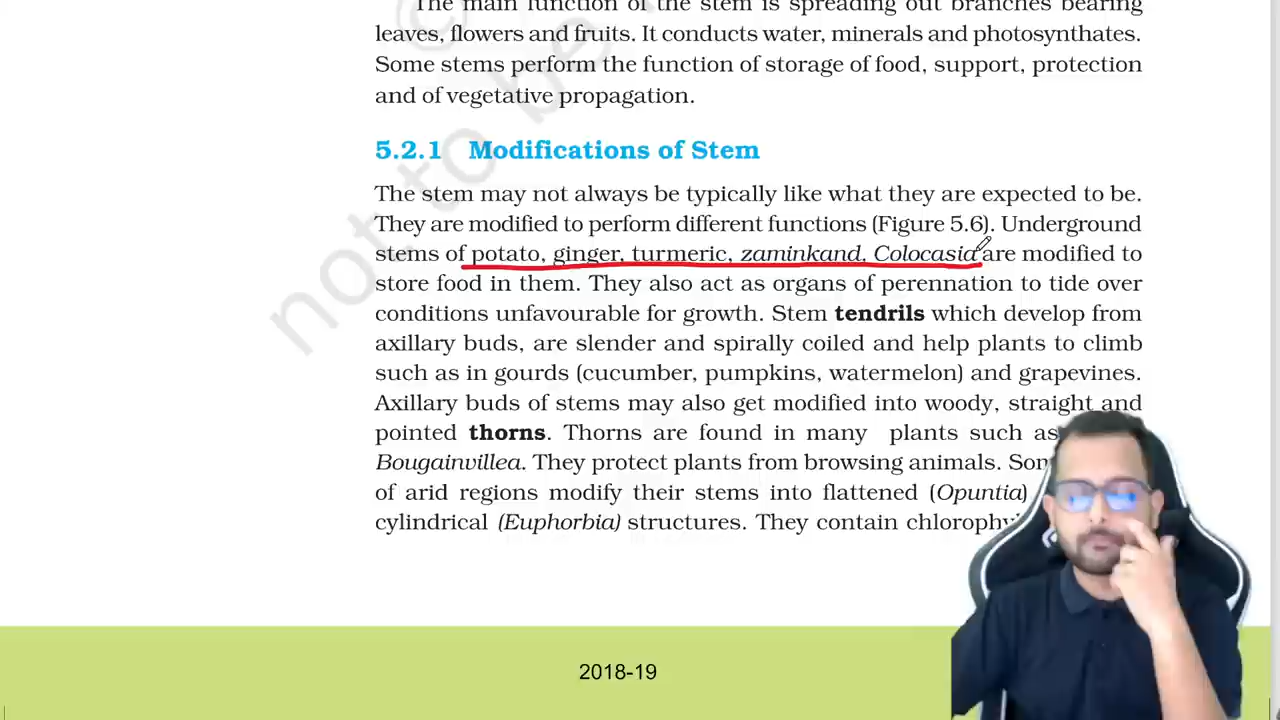 The main function of the stem is spreading out branches bearing
leaves, flowers and fruits. It conducts water, minerals and photosynthates.
Some stems perform the function of storage of food, support, protection
and of vegetative propagation.
5.2.1 Modifications of Stem
The stem may not always be typically like what they are expected to be.
They are modified to perform different functions (Figure 5.6). Underground
stems of potato, ginger, turmeric, zaminkand, Colocasia are modified to
store food in them. They also act as organs of perennation to tide over
conditions unfavourable for growth. Stem tendrils which develop from
axillary buds, are slender and spirally coiled and help plants to climb
such as in gourds (cucumber, pumpkins, watermelon) and grapevines.
Axillary buds of stems may also get modified into woody, straight and
pointed thorns. Thorns are found in many plants such as
Bougainvillea. They protect plants from browsing animals.
of arid regions modify their stems into flattened (Opuntia)
cylindrical (Euphorbia) structures. They contain
not to be
©
2018-19